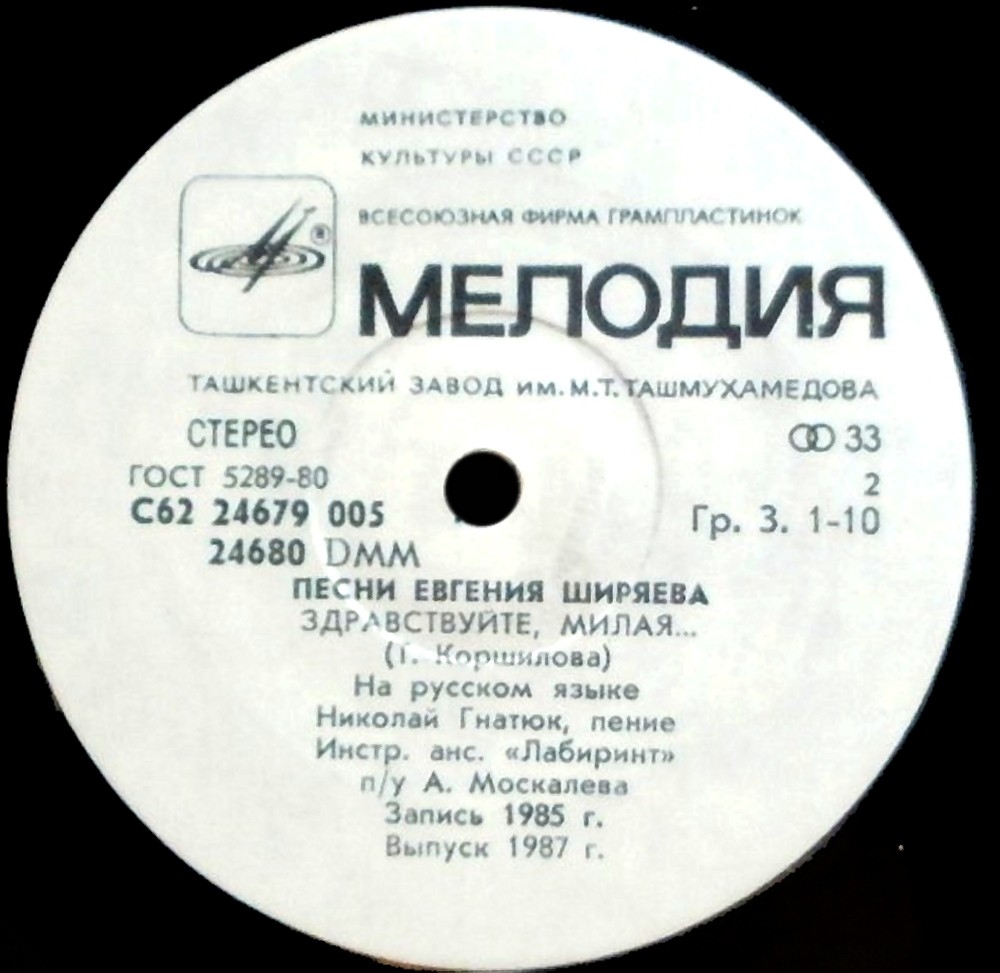 МИНИСТЕРСТВО
КУЛЬТУРЫ СССР
ВСЕСОЮЗНАЯ ФИРМА ГРАМПЛАСТИНОК
®
МЕЛОДИЯ
ТАШКЕНТСКИЙ ЗАВОД ИМ. М.Т. ТАШМУХАМЕДОВА
СТЕРЕО 33
ГОСТ 5289-80 2
С62 24679 005 Гр. 3. 1-10
24680 DMM
ПЕСНИ ЕВГЕНИЯ ШИРЯЕВА
ЗДРАВСТВУЙТЕ, МИЛАЯ...
(Т. Коршилова)
На русском языке
Николай Гнатюк, пение
Инстр. анс. «Лабиринт»
п/у А. Москалева
Запись 1985 г.
Выпуск 1987 г.